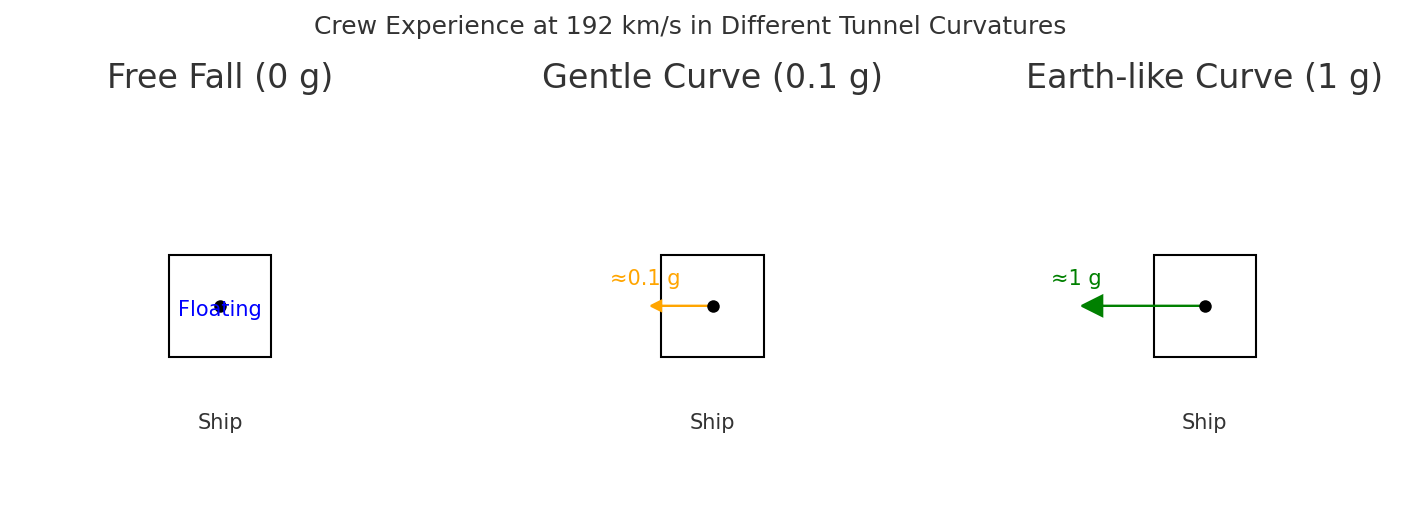 Crew Experience at 192 km/s in Different Tunnel Curvatures
Free Fall (0 g)
Gentle Curve (0.1 g)
Earth-like Curve (1 g)
Floating
≈0.1 g
≈1 g
Ship
Ship
Ship